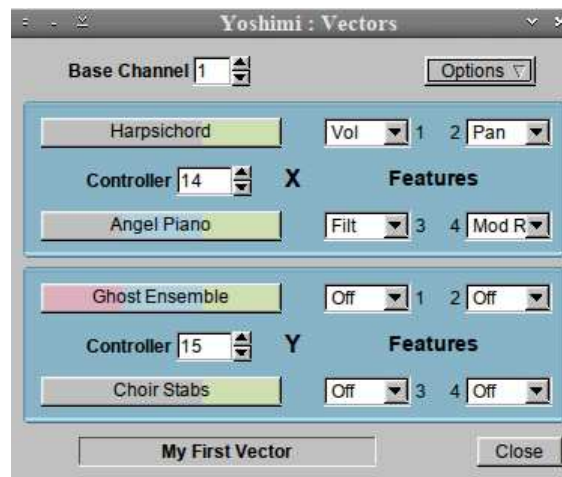 Yoshimi : Vectors
Base Channel 1 Options
Harpsichord Vol 1 2 Pan
Controller 14 X Features
Angel Piano Filt 3 4 Mod R
Ghost Ensemble Off 1 2 Off
Controller 15 Y Features
Choir Stabs Off 3 4 Off
My First Vector Close